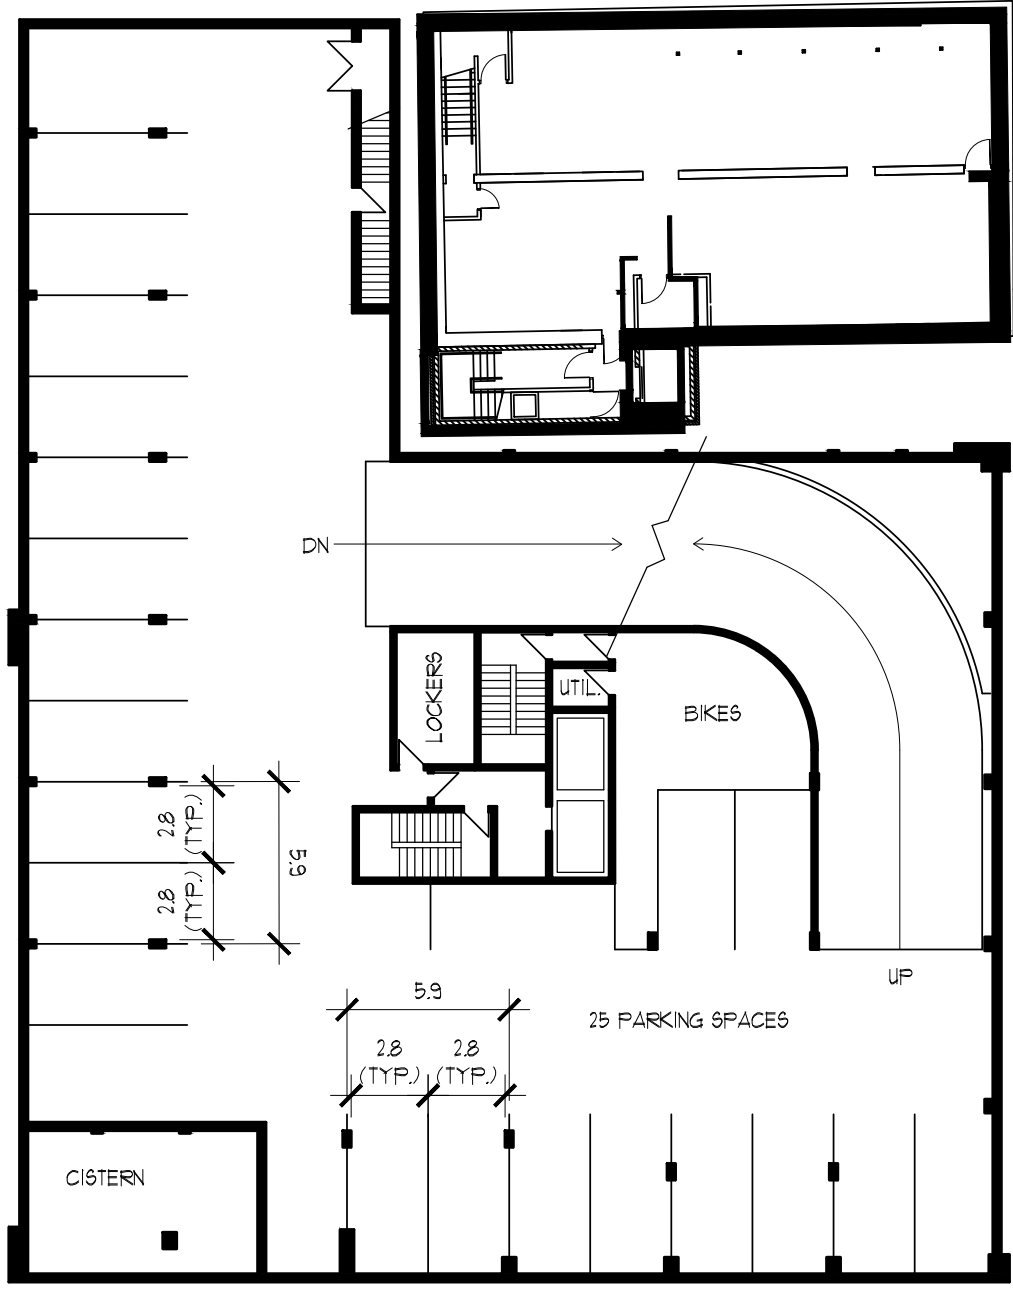 DN
LOCKERS
UTIL.
BIKES
2.8
(TYP.)
5.9
2.8
(TYP.)
UP
5.9
25 PARKING SPACES
2.8
(TYP.)
2.8
(TYP.)
CISTERN